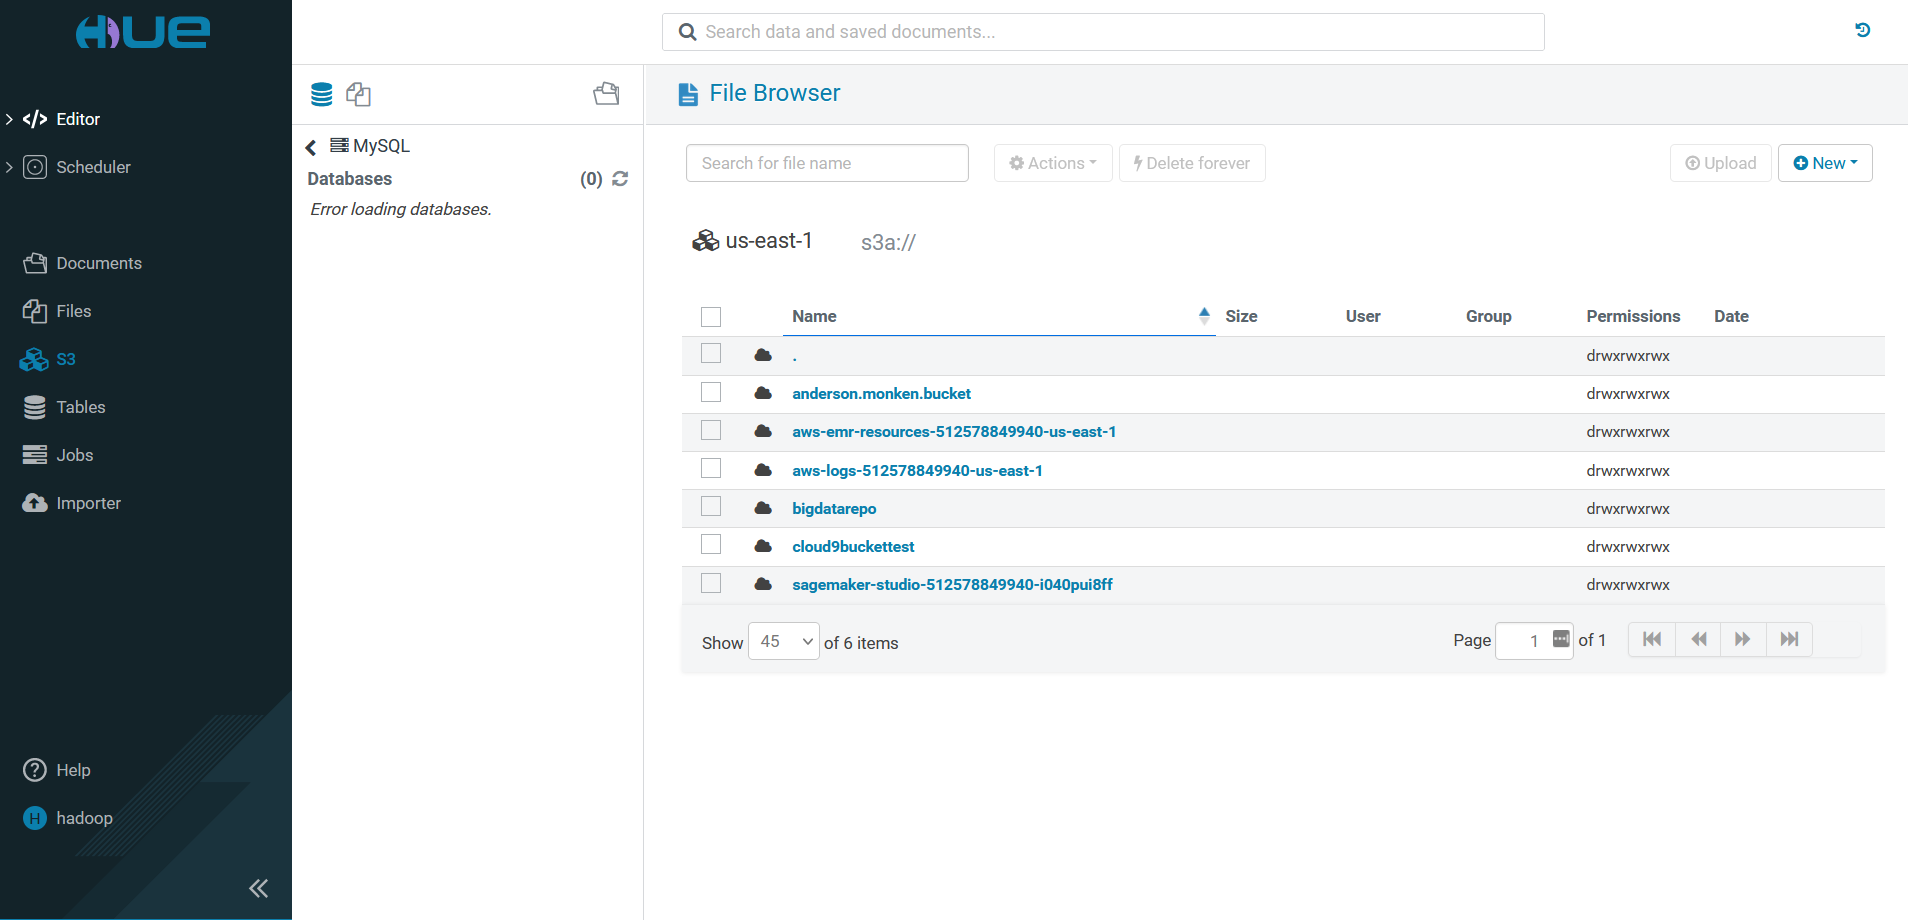 HUE
Search data and saved documents...
Editor
Scheduler
Documents
Files
S3
Tables
Jobs
Importer
Help
H hadoop
MySQL
Databases (0)
Error loading databases.
File Browser
Search for file name Actions Delete forever Upload New
us-east-1 s3a://
Name Size User Group Permissions Date
. drwxrwxrwx
anderson.monken.bucket drwxrwxrwx
aws-emr-resources-512578849940-us-east-1 drwxrwxrwx
aws-logs-512578849940-us-east-1 drwxrwxrwx
bigdatarepo drwxrwxrwx
cloud9buckettest drwxrwxrwx
sagemaker-studio-512578849940-i040pui8ff drwxrwxrwx
Show 45 of 6 items Page 1 of 1